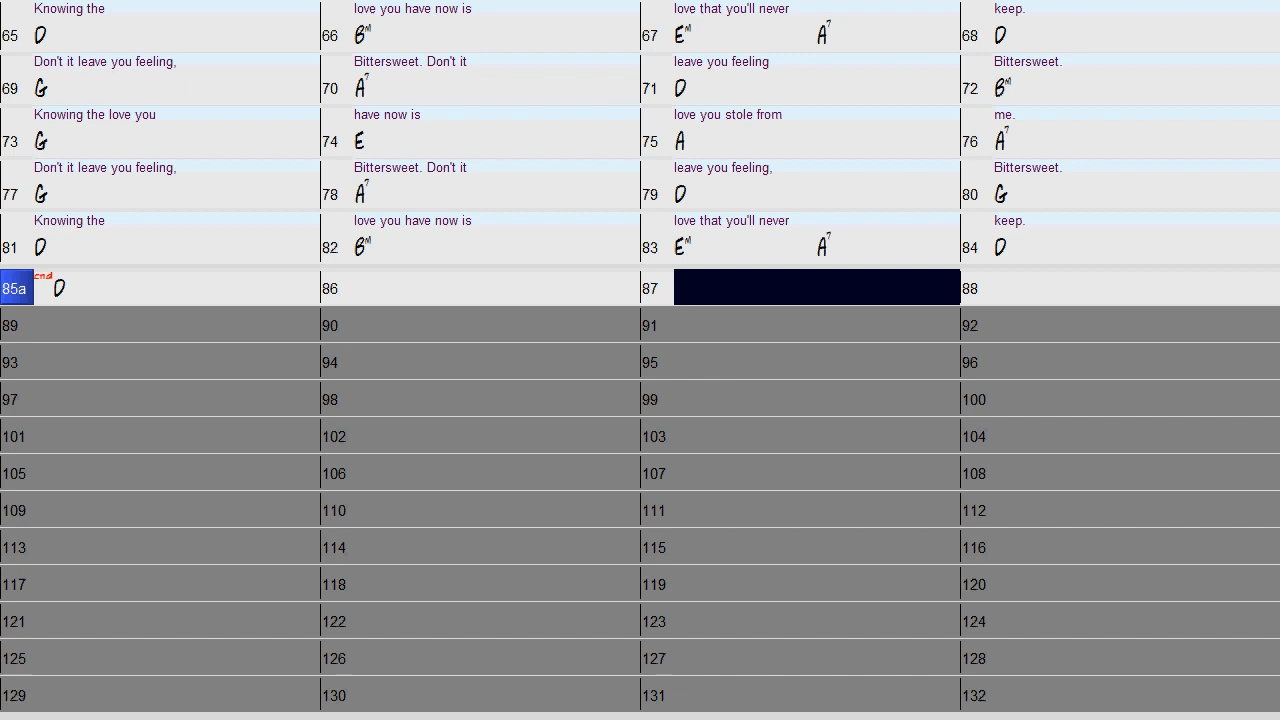 Knowing the love you have now is love that you'll never keep.
65 D 66 Bm 67 Em A7 68 D
Don't it leave you feeling, Bittersweet. Don't it leave you feeling Bittersweet.
69 G 70 A7 71 D 72 Bm
Knowing the love you have now is love you stole from me.
73 G 74 E 75 A 76 A7
Don't it leave you feeling, Bittersweet. Don't it leave you feeling, Bittersweet.
77 G 78 A7 79 D 80 G
Knowing the love you have now is love that you'll never keep.
81 D 82 Bm 83 Em A7 84 D
85a end D 86 87 88
89 90 91 92
93 94 95 96
97 98 99 100
101 102 103 104
105 106 107 108
109 110 111 112
113 114 115 116
117 118 119 120
121 122 123 124
125 126 127 128
129 130 131 132